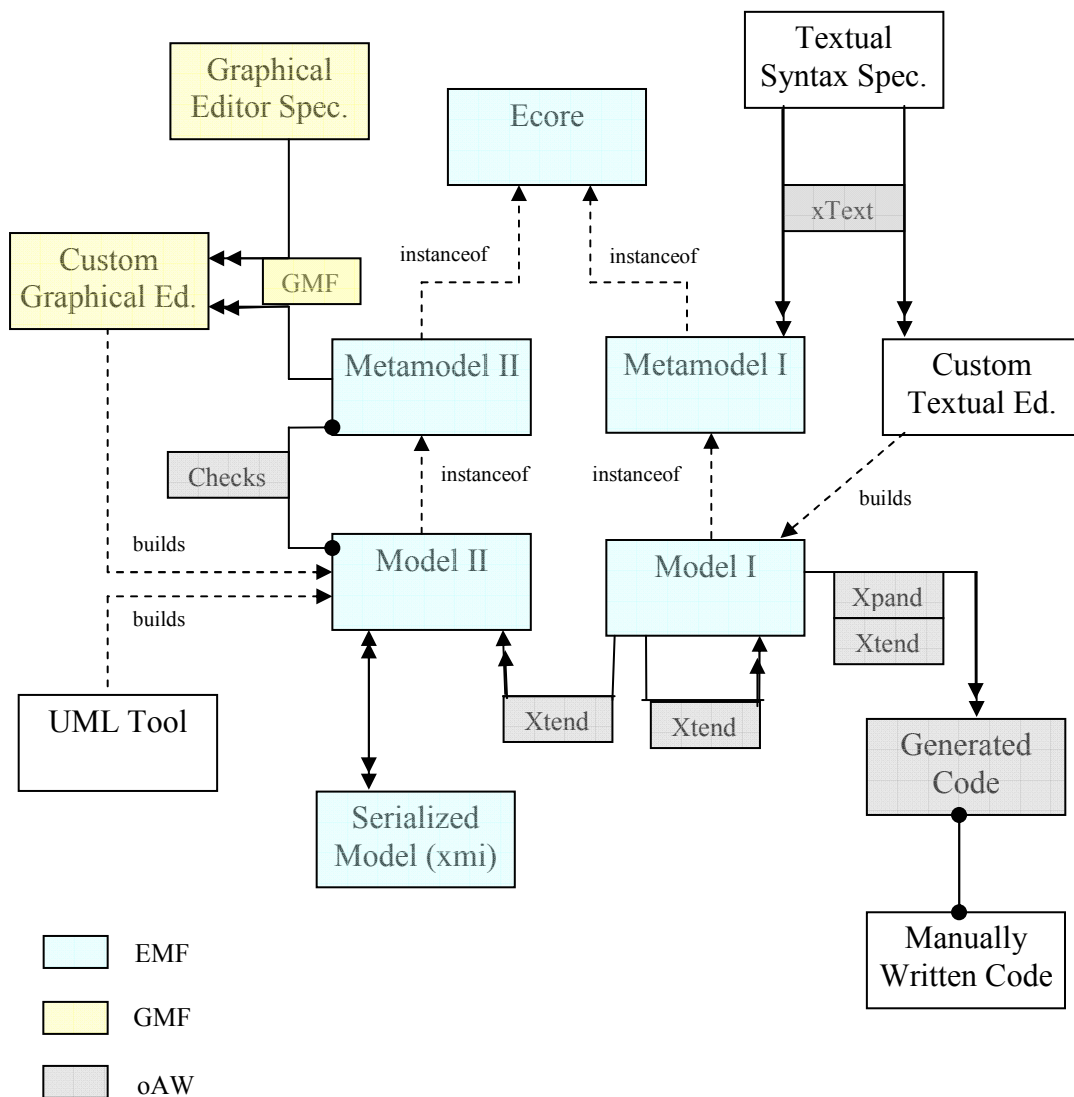 Textual
Syntax Spec.
Graphical
Editor Spec.
Ecore
xText
instanceof
instanceof
Custom
Graphical Ed.
GMF
Metamodel II
Metamodel I
Custom
Textual Ed.
Checks
instanceof
instanceof
builds
builds
Model II
Model I
builds
Xpand
Xtend
UML Tool
Xtend
Xtend
Generated
Code
Serialized
Model (xmi)
Manually
Written Code
EMF
GMF
oAW